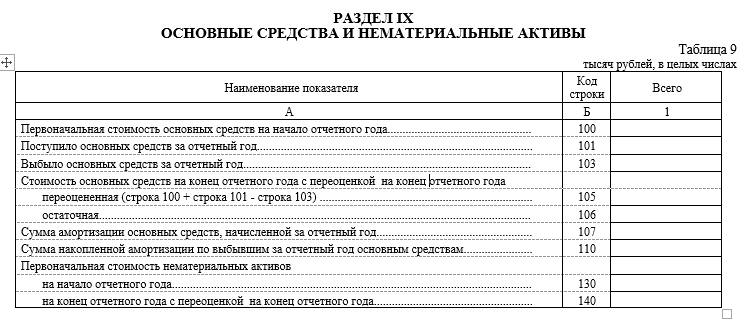 РАЗДЕЛ IX
ОСНОВНЫЕ СРЕДСТВА И НЕМАТЕРИАЛЬНЫЕ АКТИВЫ
Таблица 9
тысяч рублей, в целых числах
Наименование показателя Код строки Всего
А Б 1
Первоначальная стоимость основных средств на начало отчетного года 100
Поступило основных средств за отчетный год 101
Выбыло основных средств за отчетный год 103
Стоимость основных средств на конец отчетного года с переоценкой на конец отчетного года
переоцененная (строка 100 + строка 101 - строка 103) 105
остаточная 106
Сумма амортизации основных средств, начисленной за отчетный год 107
Сумма накопленной амортизации по выбывшим за отчетный год основным средствам 110
Первоначальная стоимость нематериальных активов
на начало отчетного года 130
на конец отчетного года с переоценкой на конец отчетного года 140